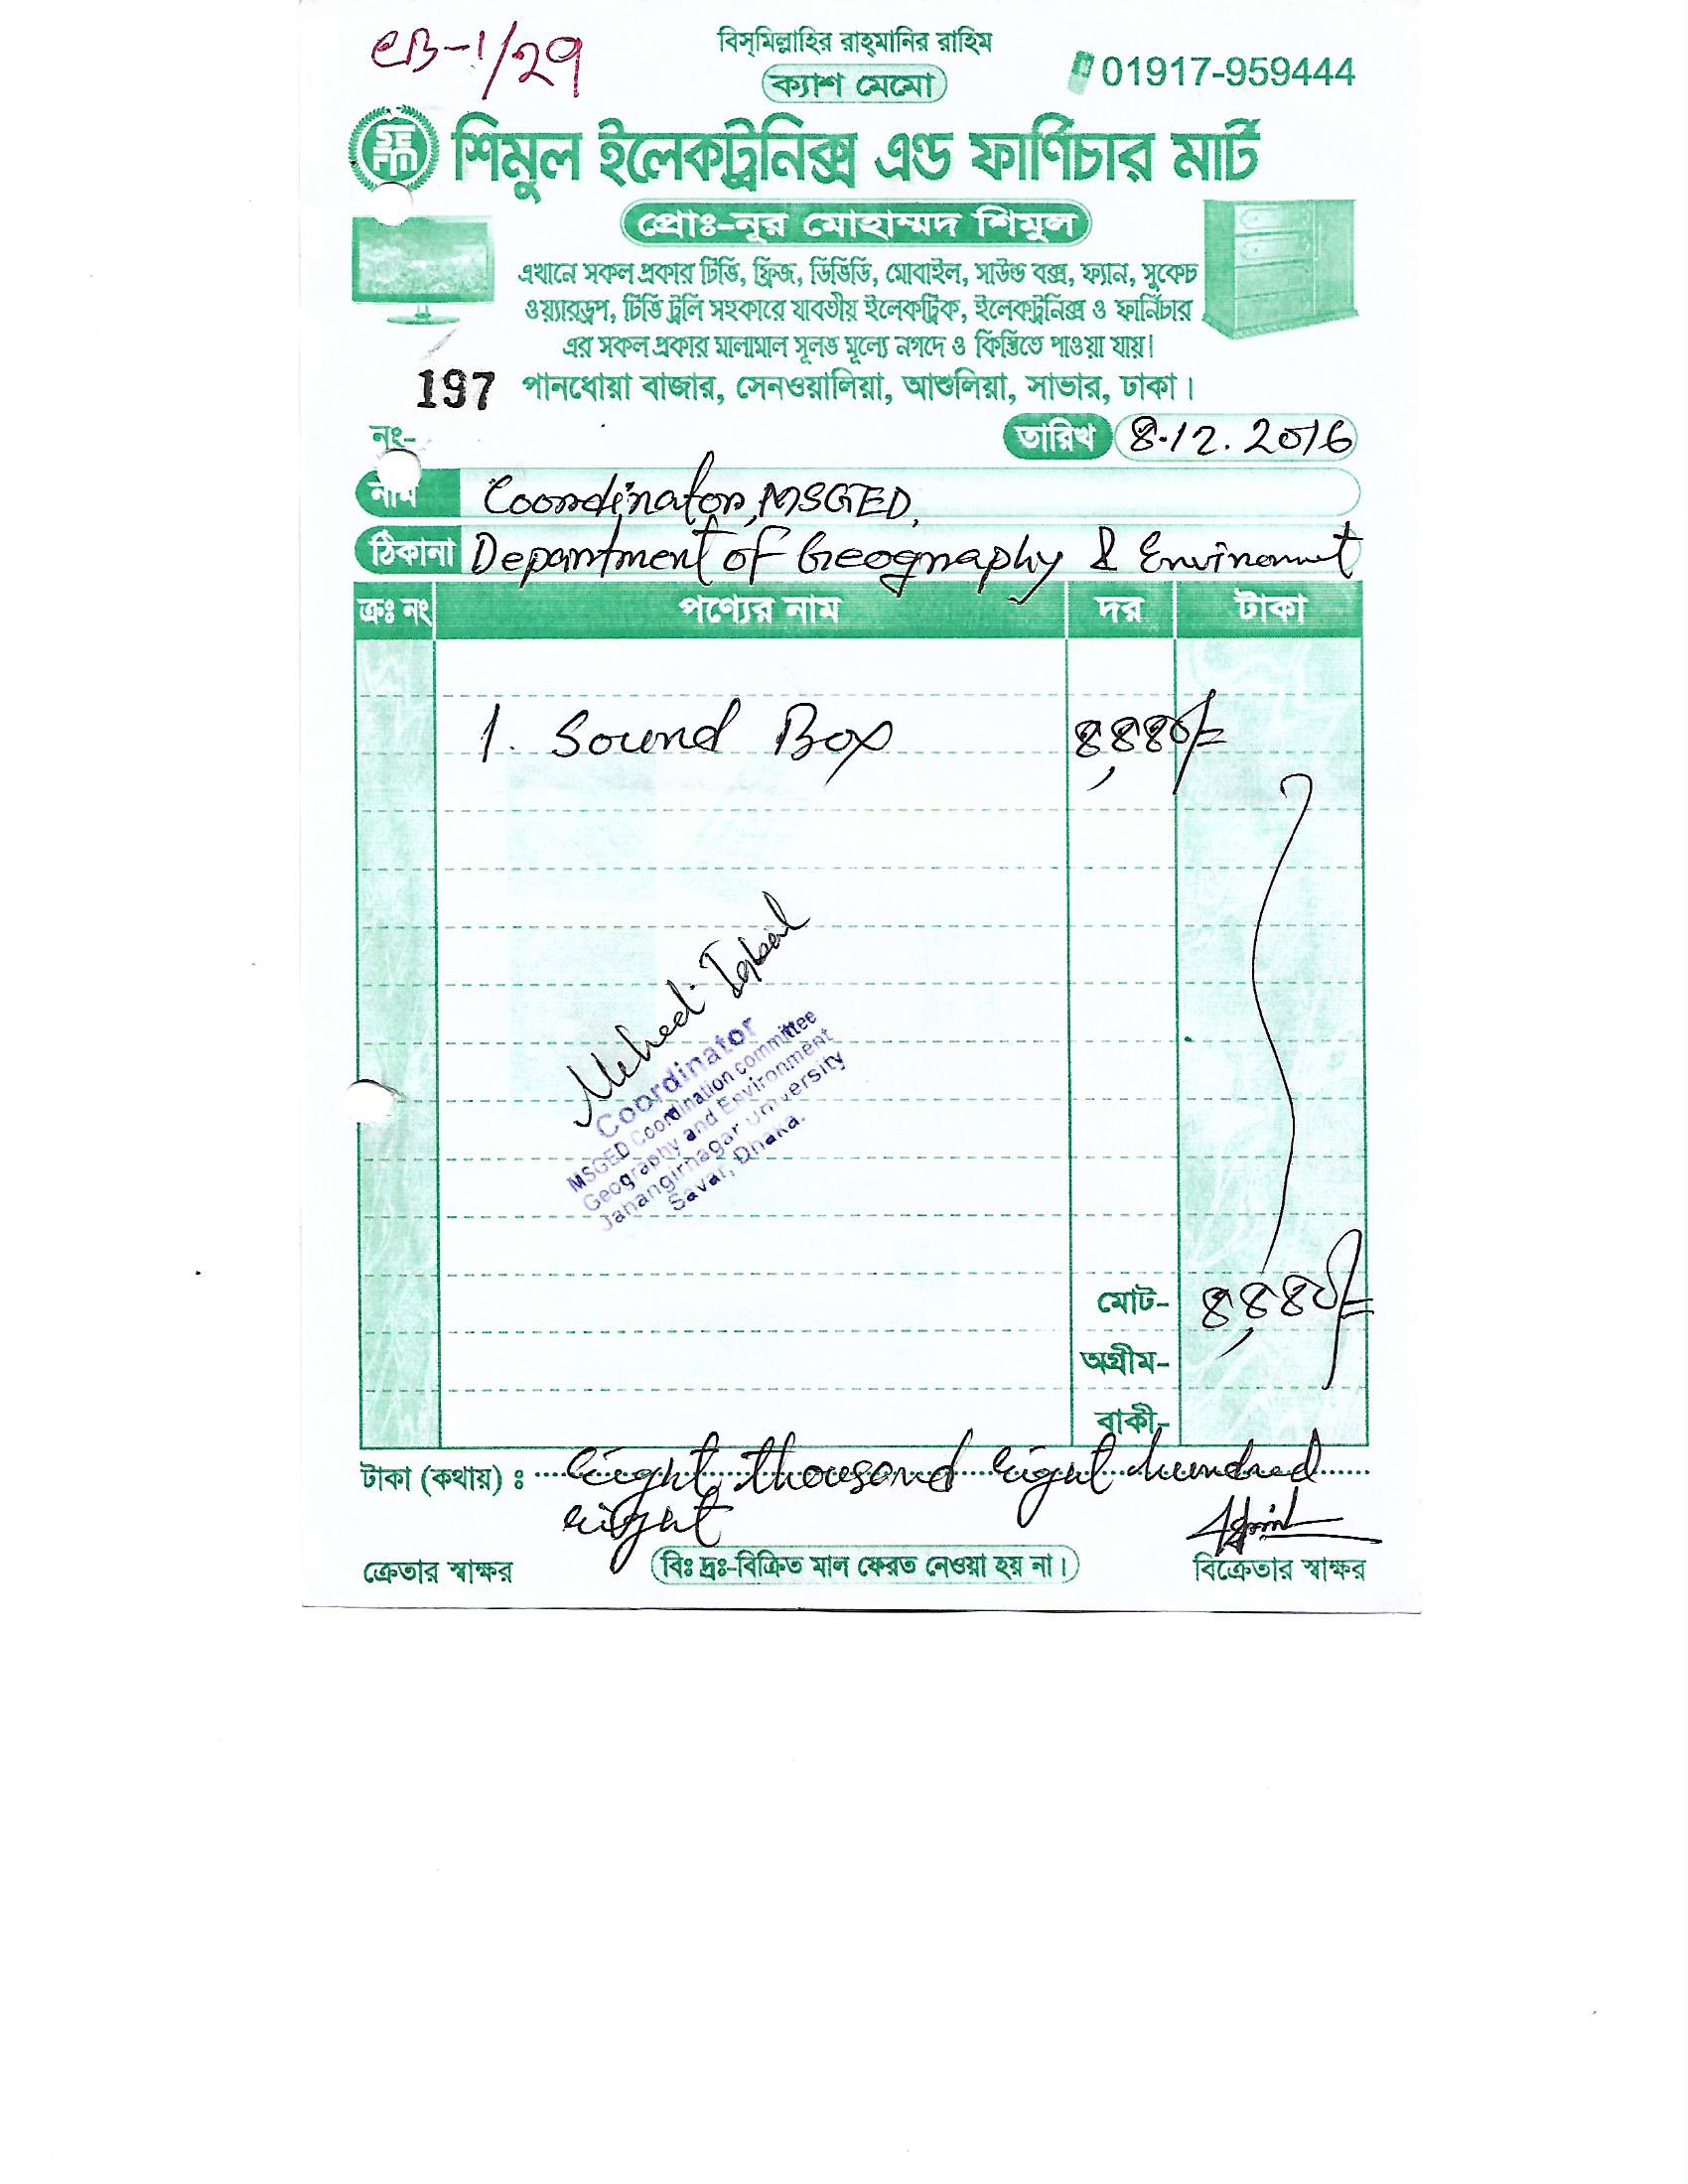 CB-1/29
বিস্‌মিল্লাহির রাহ্‌মানির রাহিম
ক্যাশ মেমো
01917-959444
SEFM
শিমুল ইলেকট্রনিক্স এন্ড ফার্ণিচার মার্ট
প্রোঃ-নূর মোহাম্মদ শিমুল
এখানে সকল প্রকার টিভি, ফ্রিজ, ডিভিডি, মোবাইল, সাউন্ড বক্স, ফ্যান, সুকেচ
ওয়্যারড্রপ, টিভি ট্রলি সহকারে যাবতীয় ইলেকট্রিক, ইলেকট্রনিক্স ও ফার্নিচার
এর সকল প্রকার মালামাল সূলভ মূল্যে নগদে ও কিস্তিতে পাওয়া যায়।
197 পানধোয়া বাজার, সেনওয়ালিয়া, আশুলিয়া, সাভার, ঢাকা।
নং- তারিখ 8.12.2016
নাম Coordinator, MSGED,
ঠিকানা Department of Geography & Environment
ক্রঃ নং পণ্যের নাম দর টাকা
1. Sound Box 8,880/=
Mehedi Iqbal
Coordinator
MSGED Coordination committee
Geography and Environment
Jahangirnagar University
Savar, Dhaka.
মোট- 8,880/=
অগ্রীম-
বাকী-
টাকা (কথায়) : eight thousand eight hundred
eight
ক্রেতার স্বাক্ষর বিঃ দ্রঃ-বিক্রিত মাল ফেরত নেওয়া হয় না। বিক্রেতার স্বাক্ষর